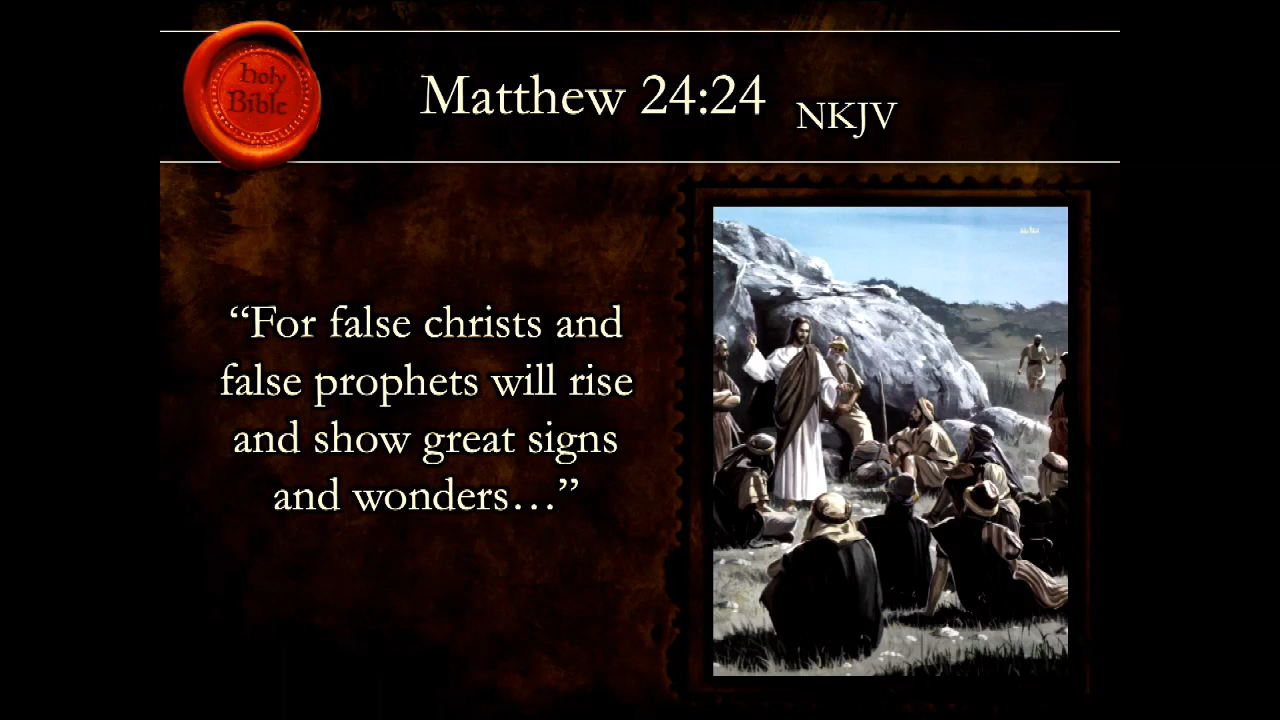 holy
Bible
Matthew 24:24 NKJV
“For false christs and
false prophets will rise
and show great signs
and wonders…”